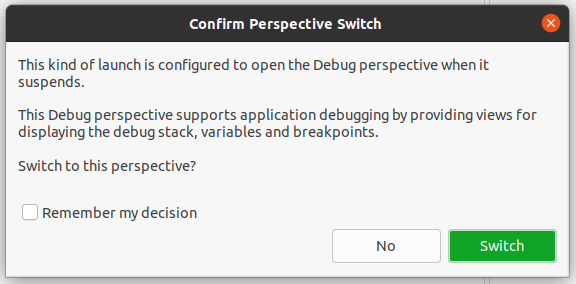 Confirm Perspective Switch
This kind of launch is configured to open the Debug perspective when it
suspends.
This Debug perspective supports application debugging by providing views for
displaying the debug stack, variables and breakpoints.
Switch to this perspective?
Remember my decision
No
Switch